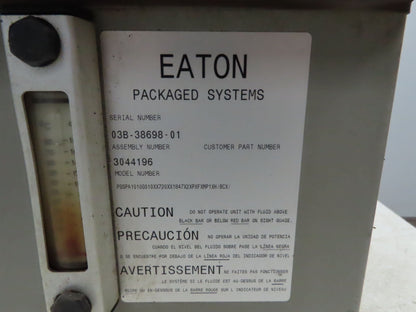 EATON
PACKAGED SYSTEMS
SERIAL NUMBER
03B-38698-01
ASSEMBLY NUMBER CUSTOMER PART NUMBER
3044196
MODEL NUMBER
CAUTION DO NOT OPERATE UNIT WITH FLUID ABOVE
BLACK BAR OR BELOW RED BAR ON SIGHT GUAGE.
PRECAUCIÓN NO OPERAR LA UNIDAD DE POTENCIA
CUANDO EL NIVEL DEL FLUIDO SOBRE PASE LA LÍNEA NEGRA
O SE ENCUENTRE POR DEBAJO DE LA LÍNEA ROJA DEL INDICADOR DE NIVEL
AVERTISSEMENT NE FAITES PAS FONCTIONNER
LE SYSTÈME SI LE FLUIDE EST AU-DESSUS DE LA BARRE
OU EN-DESSOUS DE LA BARRE ROUGE SUR L'INDICATEUR DE NIVEAU